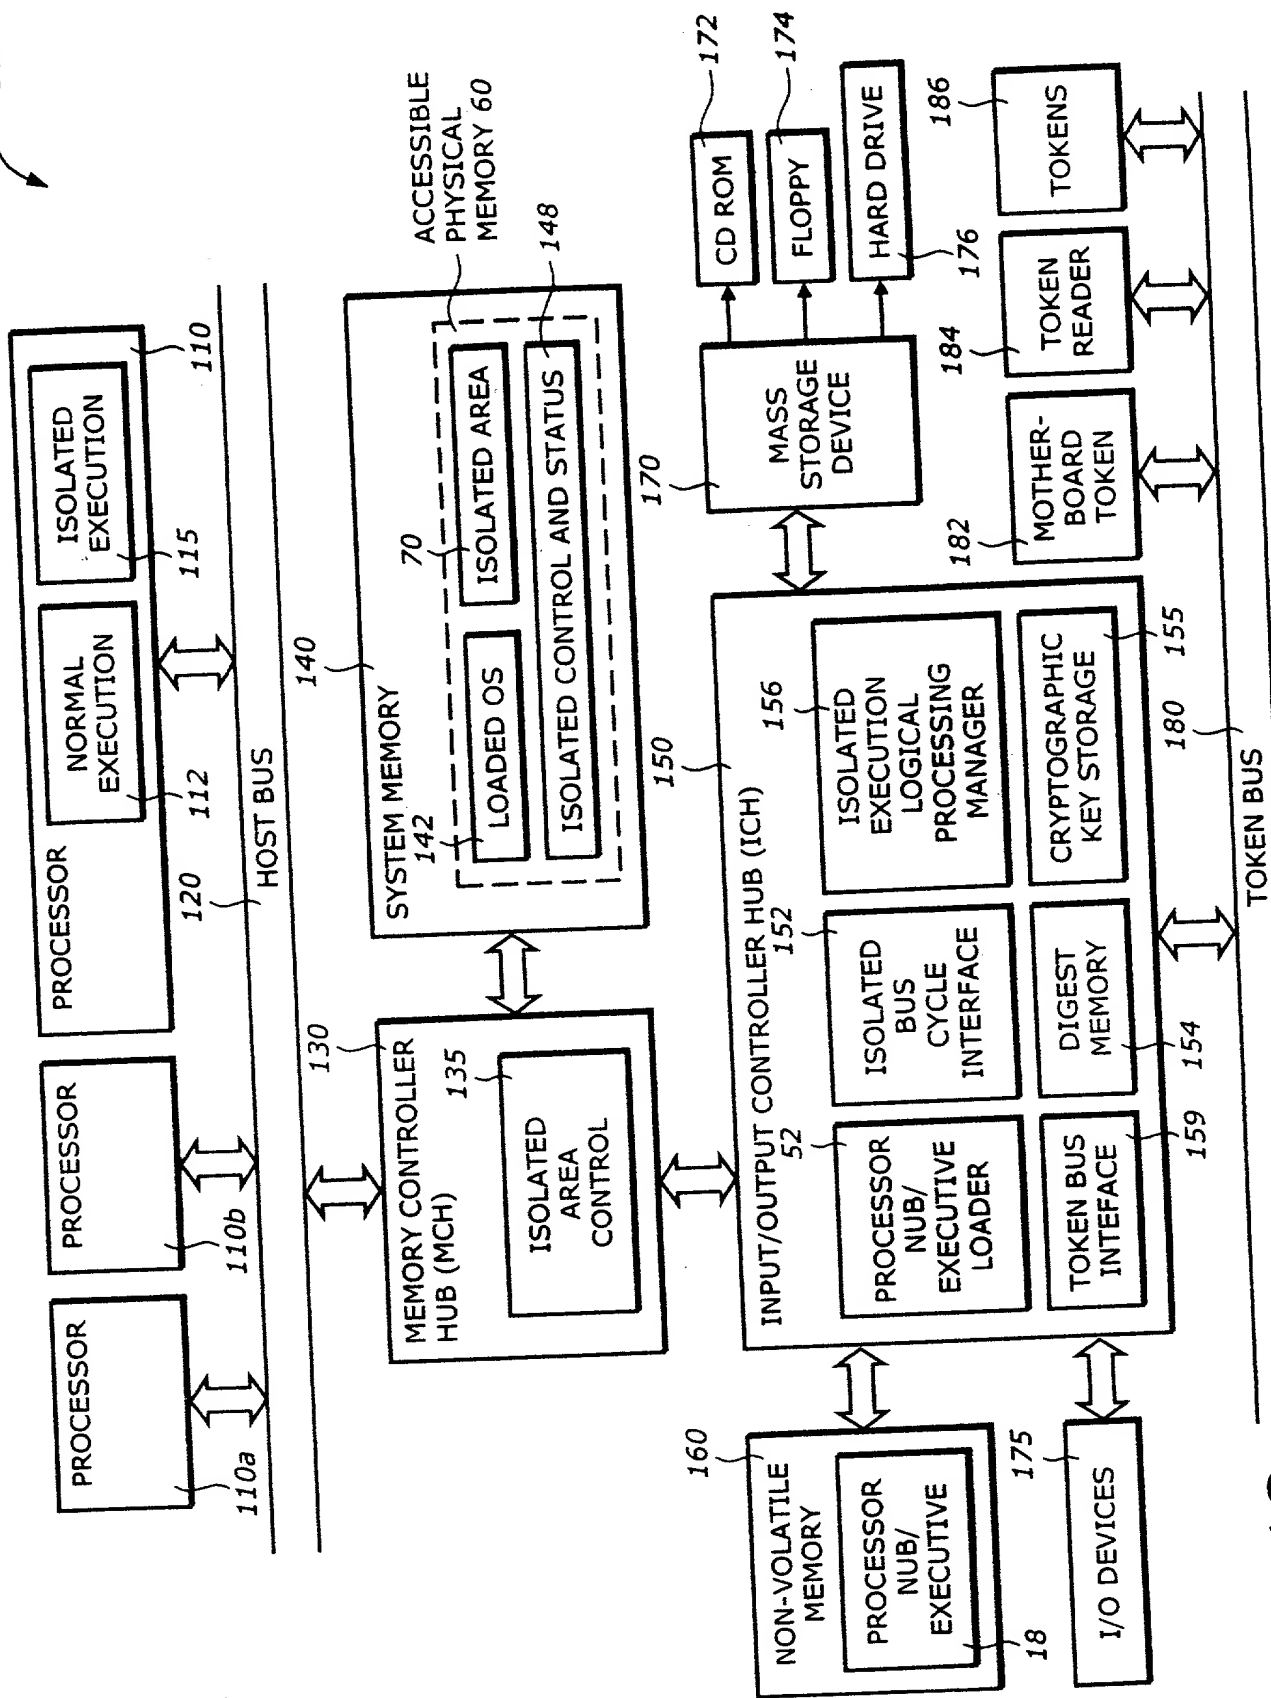 PROCESSOR
110a
PROCESSOR
110b
PROCESSOR
NORMAL
EXECUTION
112
ISOLATED
EXECUTION
115
110
120
HOST BUS
130
MEMORY CONTROLLER
HUB (MCH)
135
ISOLATED
AREA
CONTROL
140
SYSTEM MEMORY
142
LOADED OS
70
ISOLATED AREA
ISOLATED CONTROL AND STATUS
148
ACCESSIBLE
PHYSICAL
MEMORY 60
150
INPUT/OUTPUT CONTROLLER HUB (ICH)
52
PROCESSOR
NUB/
EXECUTIVE
LOADER
152
ISOLATED
BUS
CYCLE
INTERFACE
156
ISOLATED
EXECUTION
LOGICAL
PROCESSING
MANAGER
TOKEN BUS
INTEFACE
159
DIGEST
MEMORY
154
CRYPTOGRAPHIC
KEY STORAGE
155
160
NON-VOLATILE
MEMORY
PROCESSOR
NUB/
EXECUTIVE
18
175
I/O DEVICES
170
MASS
STORAGE
DEVICE
CD ROM
172
FLOPPY
174
HARD DRIVE
176
182
MOTHER-
BOARD
TOKEN
184
TOKEN
READER
186
TOKENS
180
TOKEN BUS